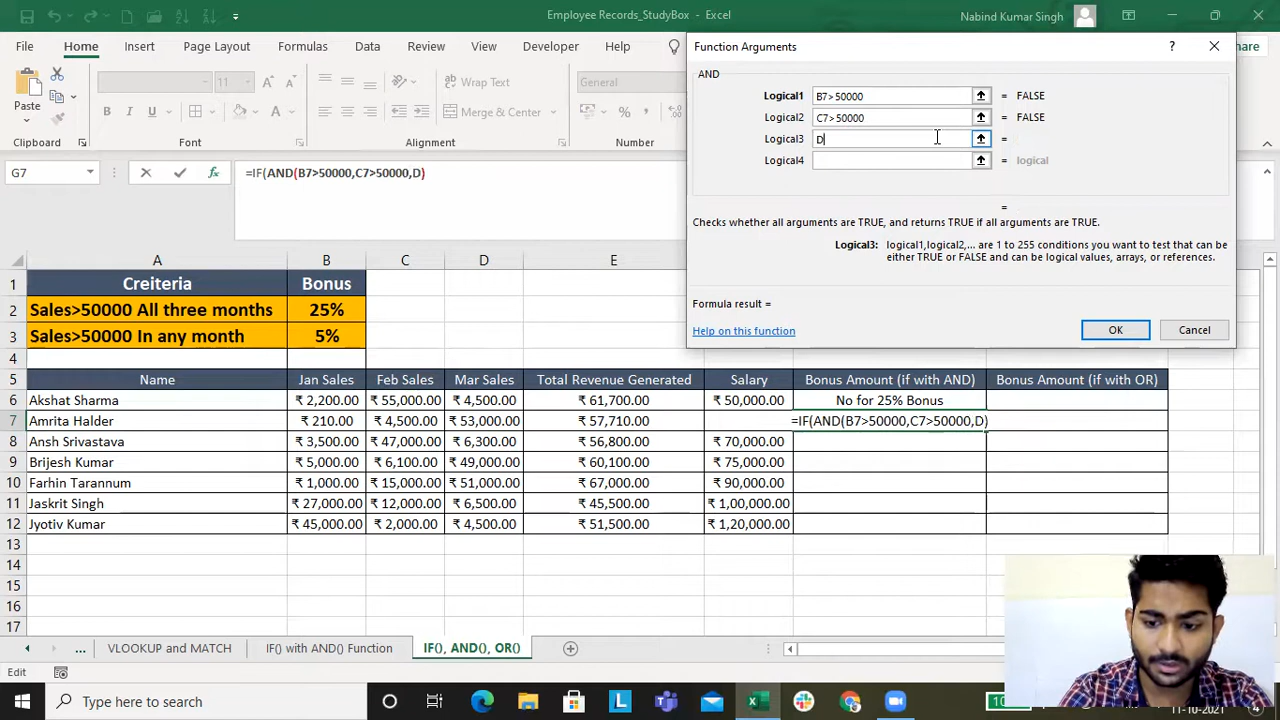 Employee Records_StudyBox - Excel
Nabind Kumar Singh
File Home Insert Page Layout Formulas Data Review View Developer Help
Paste
11
Wrap Text
Merge & Center
General
Clipboard
Font
Alignment
G7
=IF(AND(B7>50000,C7>50000,D)
Function Arguments
AND
Logical1 B7>50000 = FALSE
Logical2 C7>50000 = FALSE
Logical3 D =
Logical4 = logical
=
Checks whether all arguments are TRUE, and returns TRUE if all arguments are TRUE.
Logical3: logical1,logical2,... are 1 to 255 conditions you want to test that can be
either TRUE or FALSE and can be logical values, arrays, or references.
Formula result =
Help on this function
OK Cancel
A B C D E
1 Creiteria Bonus
2 Sales>50000 All three months 25%
3 Sales>50000 In any month 5%
4
5 Name Jan Sales Feb Sales Mar Sales Total Revenue Generated Salary Bonus Amount (if with AND) Bonus Amount (if with OR)
6 Akshat Sharma ₹ 2,200.00 ₹ 55,000.00 ₹ 4,500.00 ₹ 61,700.00 ₹ 50,000.00 No for 25% Bonus
7 Amrita Halder ₹ 210.00 ₹ 4,500.00 ₹ 53,000.00 ₹ 57,710.00 =IF(AND(B7>50000,C7>50000,D)
8 Ansh Srivastava ₹ 3,500.00 ₹ 47,000.00 ₹ 6,300.00 ₹ 56,800.00 ₹ 70,000.00
9 Brijesh Kumar ₹ 5,000.00 ₹ 6,100.00 ₹ 49,000.00 ₹ 60,100.00 ₹ 75,000.00
10 Farhin Tarannum ₹ 1,000.00 ₹ 15,000.00 ₹ 51,000.00 ₹ 67,000.00 ₹ 90,000.00
11 Jaskrit Singh ₹ 27,000.00 ₹ 12,000.00 ₹ 6,500.00 ₹ 45,500.00 ₹ 1,00,000.00
12 Jyotiv Kumar ₹ 45,000.00 ₹ 2,000.00 ₹ 4,500.00 ₹ 51,500.00 ₹ 1,20,000.00
13
14
15
16
17
... VLOOKUP and MATCH IF() with AND() Function IF(), AND(), OR()
Edit
Type here to search
11-10-2021